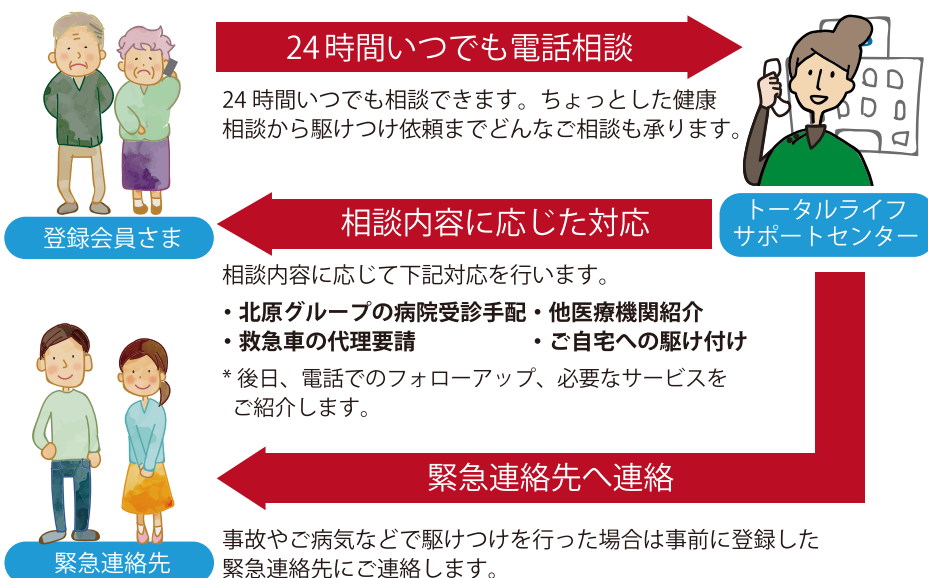 24時間いつでも電話相談
24時間いつでも相談できます。ちょっとした健康
相談から駆けつけ依頼までどんなご相談も承ります。
登録会員さま
相談内容に応じた対応
トータルライフ
サポートセンター
相談内容に応じて下記対応を行います。
・北原グループの病院受診手配・他医療機関紹介
・救急車の代理要請 ・ご自宅への駆け付け
*後日、電話でのフォローアップ、必要なサービスを
ご紹介します。
緊急連絡先へ連絡
緊急連絡先
事故やご病気などで駆けつけを行った場合は事前に登録した
緊急連絡先にご連絡します。